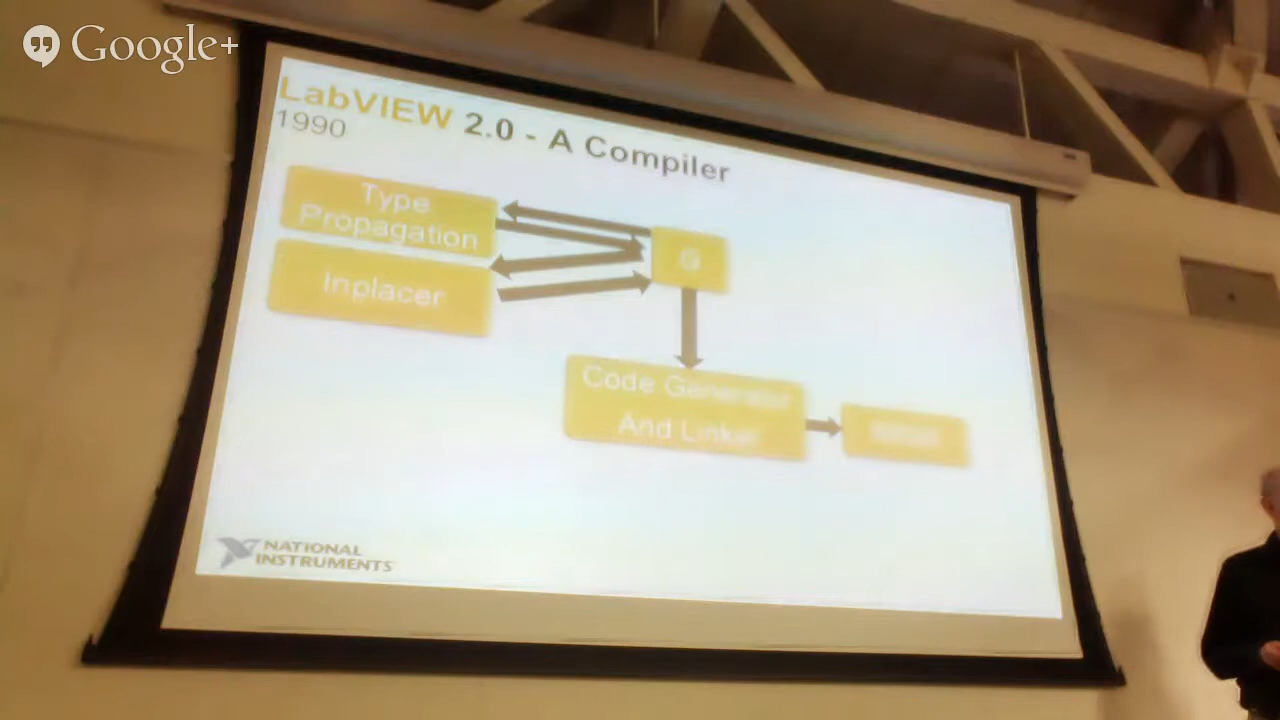 Google+
LabVIEW 2.0 - A Compiler
1990
Type
Propagation
Inplacer
G
Code Generator
And Linker
NATIONAL
INSTRUMENTS